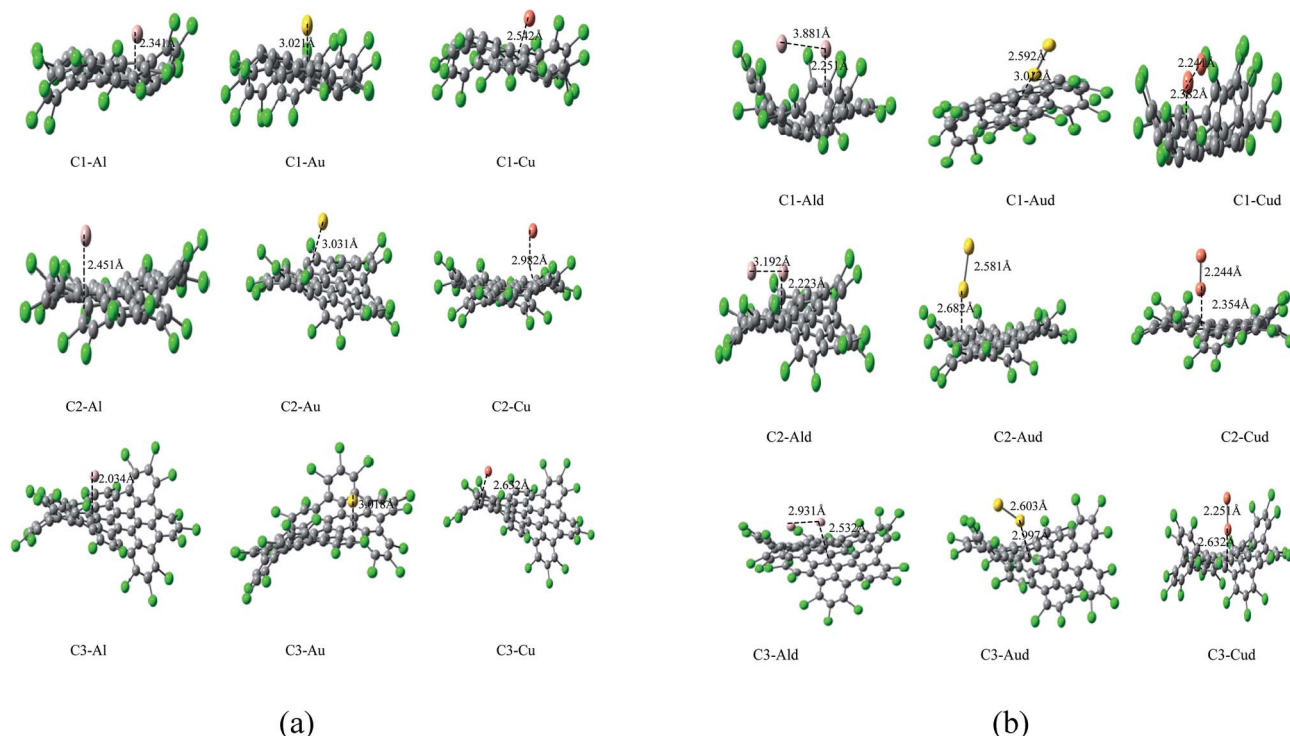 2.341Å
3.021Å
2.542Å
C1-Al
C1-Au
C1-Cu
2.451Å
3.031Å
2.982Å
C2-Al
C2-Au
C2-Cu
2.034Å
3.018Å
2.632Å
C3-Al
C3-Au
C3-Cu
(a)
3.881Å
2.251Å
2.592Å
3.012Å
2.241Å
2.382Å
C1-Ald
C1-Aud
C1-Cud
3.192Å
2.223Å
2.581Å
2.682Å
2.244Å
2.354Å
C2-Ald
C2-Aud
C2-Cud
2.931Å
2.532Å
2.603Å
2.997Å
2.251Å
2.632Å
C3-Ald
C3-Aud
C3-Cud
(b)